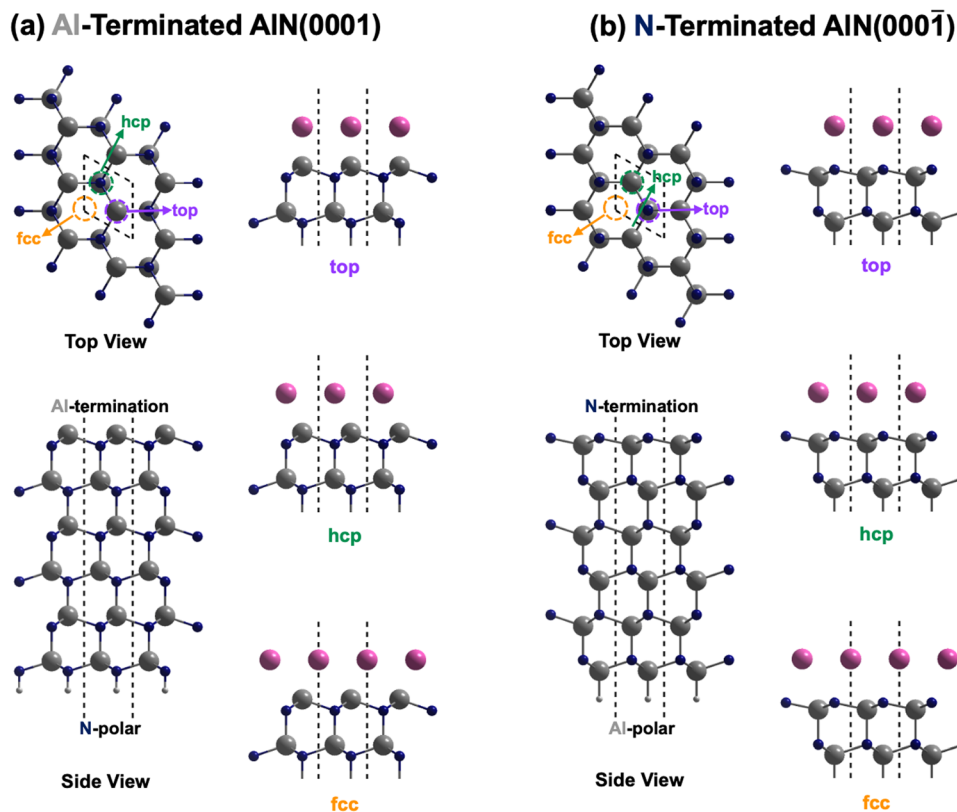 (a) Al-Terminated AlN(0001)
hcp
top
fcc
Top View
top
Al-termination
N-polar
Side View
hcp
fcc
(b) N-Terminated AlN(0001̄)
hcp
top
fcc
Top View
top
N-termination
Al-polar
Side View
hcp
fcc